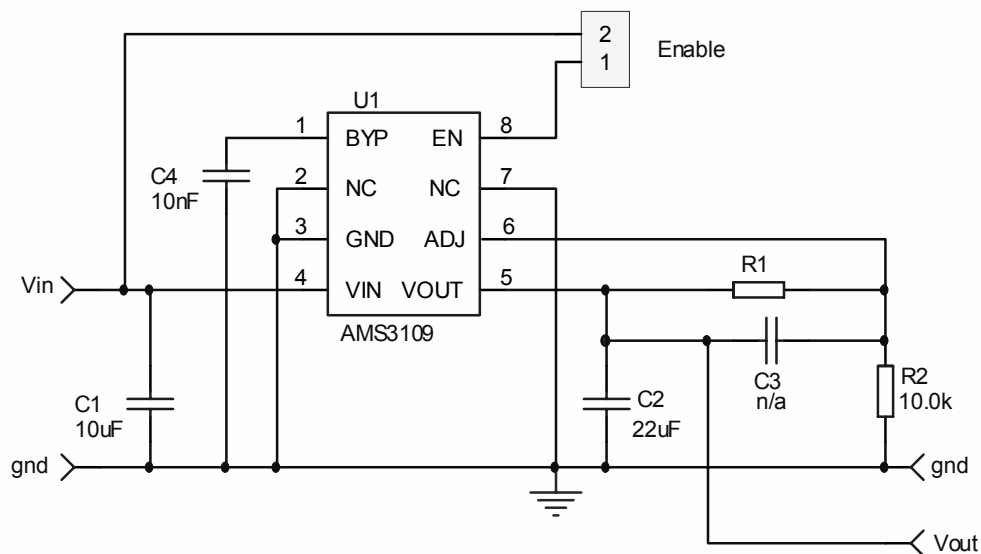 2
1
Enable
U1
1
BYP
EN
8
C4
10nF
2
NC
NC
7
3
GND
ADJ
6
Vin
4
VIN
VOUT
5
R1
AMS3109
C1
10uF
C2
22uF
C3
n/a
R2
10.0k
gnd
gnd
Vout